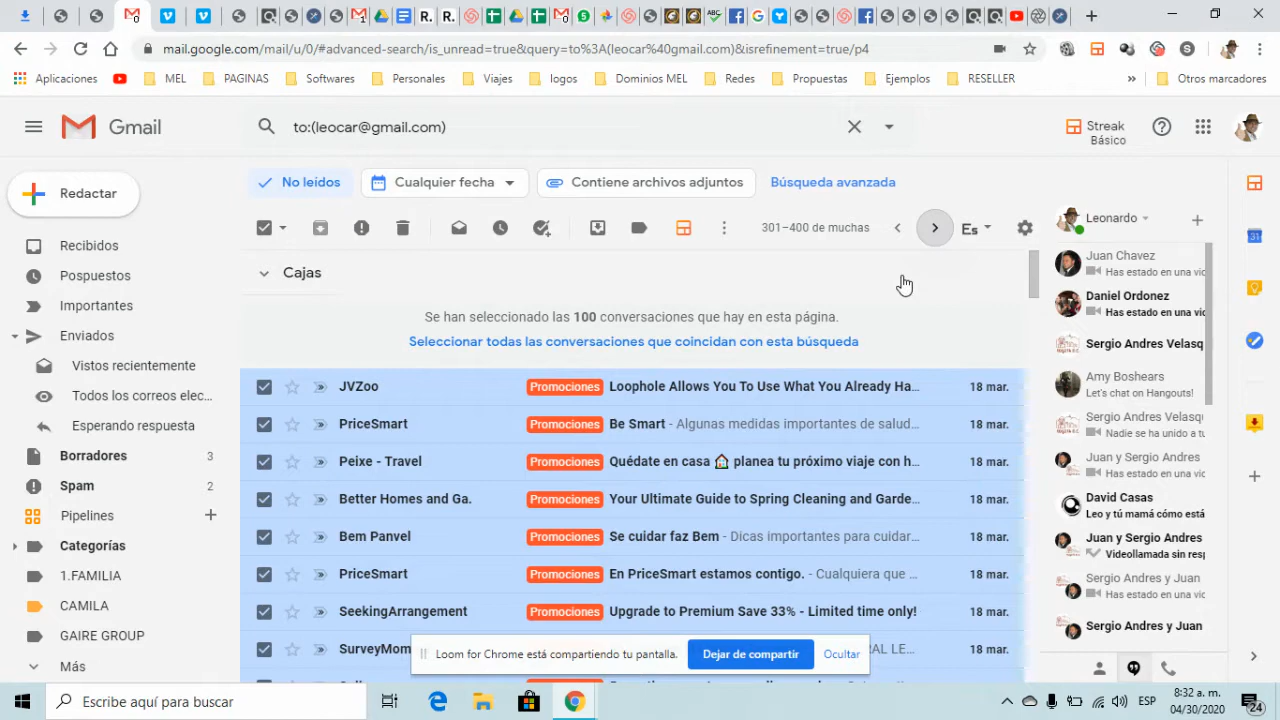 mail.google.com/mail/u/0/#advanced-search/is_unread=true&query=to%3A(leocar%40gmail.com)&isrefinement=true/p4
Aplicaciones
MEL
PAGINAS
Softwares
Personales
Viajes
logos
Dominios MEL
Redes
Propuestas
Ejemplos
RESELLER
»
Otros marcadores
Gmail
to:(leocar@gmail.com)
Streak
Básico
Redactar
No leídos
Cualquier fecha
Contiene archivos adjuntos
Búsqueda avanzada
301–400 de muchas
Es
Leonardo
Recibidos
Pospuestos
Importantes
Enviados
Vistos recientemente
Todos los correos elec...
Esperando respuesta
Borradores 3
Spam 2
Pipelines
Categorías
1.FAMILIA
CAMILA
GAIRE GROUP
Más
Cajas
Se han seleccionado las 100 conversaciones que hay en esta página.
Seleccionar todas las conversaciones que coincidan con esta búsqueda
JVZoo Promociones Loophole Allows You To Use What You Already Ha... 18 mar.
PriceSmart Promociones Be Smart - Algunas medidas importantes de salud... 18 mar.
Peixe - Travel Promociones Quédate en casa planea tu próximo viaje con h... 18 mar.
Better Homes and Ga. Promociones Your Ultimate Guide to Spring Cleaning and Garde... 18 mar.
Bem Panvel Promociones Se cuidar faz Bem - Dicas importantes para cuidar... 18 mar.
PriceSmart Promociones En PriceSmart estamos contigo. - Cualquiera que ... 18 mar.
SeekingArrangement Promociones Upgrade to Premium Save 33% - Limited time only! 18 mar.
SurveyMom 18 mar.
Loom for Chrome está compartiendo tu pantalla.
Dejar de compartir
Ocultar
Juan Chavez
Has estado en una vic
Daniel Ordonez
Has estado en una vic
Sergio Andres Velasq
Amy Boshears
Let's chat on Hangouts!
Sergio Andres Velasq
Nadie se ha unido a tu
Juan y Sergio Andres
Has estado en una vic
David Casas
Leo y tú mamá cómo está
Juan y Sergio Andres
Videollamada sin resp
Sergio Andres y Juan
Has estado en una vic
Sergio Andres y Juan
Escribe aquí para buscar
ESP
8:32 a. m.
04/30/2020
24